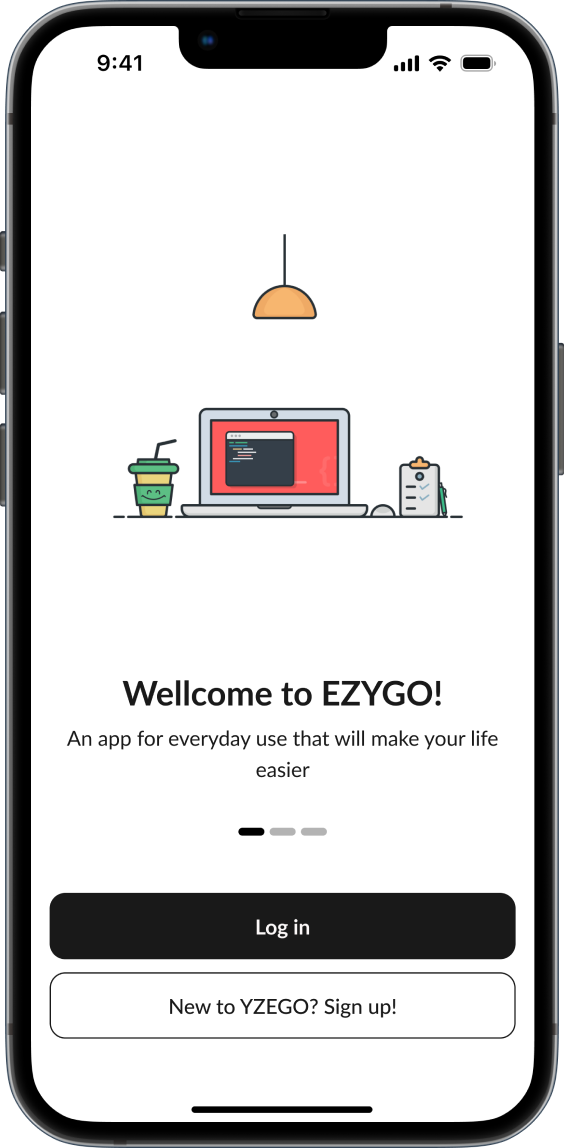 9:41
Wellcome to EZYGO!
An app for everyday use that will make your life
easier
Log in
New to YZEGO? Sign up!